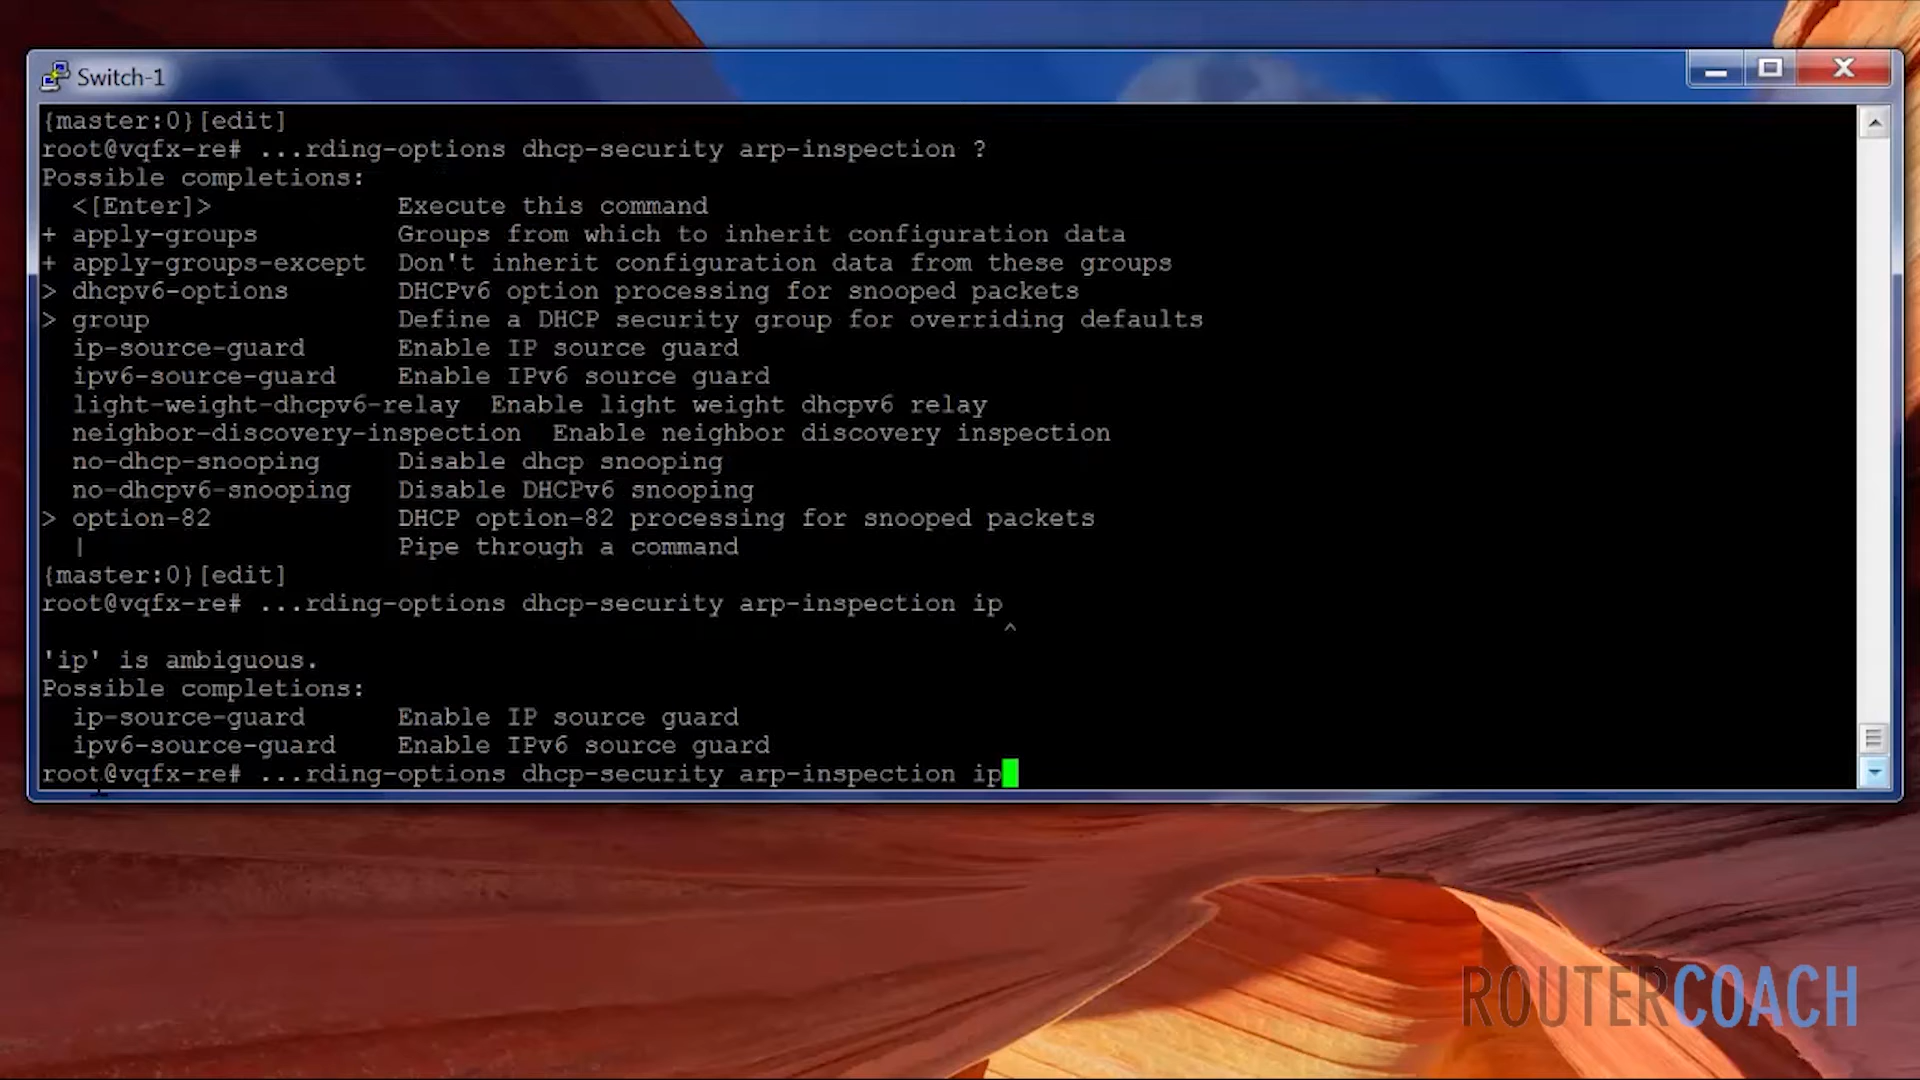 Switch-1
{master:0}[edit]
root@vqfx-re# ...rding-options dhcp-security arp-inspection ?
Possible completions:
<[Enter]> Execute this command
+ apply-groups Groups from which to inherit configuration data
+ apply-groups-except Don't inherit configuration data from these groups
> dhcpv6-options DHCPv6 option processing for snooped packets
> group Define a DHCP security group for overriding defaults
ip-source-guard Enable IP source guard
ipv6-source-guard Enable IPv6 source guard
light-weight-dhcpv6-relay Enable light weight dhcpv6 relay
neighbor-discovery-inspection Enable neighbor discovery inspection
no-dhcp-snooping Disable dhcp snooping
no-dhcpv6-snooping Disable DHCPv6 snooping
> option-82 DHCP option-82 processing for snooped packets
| Pipe through a command
{master:0}[edit]
root@vqfx-re# ...rding-options dhcp-security arp-inspection ip
^
'ip' is ambiguous.
Possible completions:
ip-source-guard Enable IP source guard
ipv6-source-guard Enable IPv6 source guard
root@vqfx-re# ...rding-options dhcp-security arp-inspection ip
ROUTERCOACH